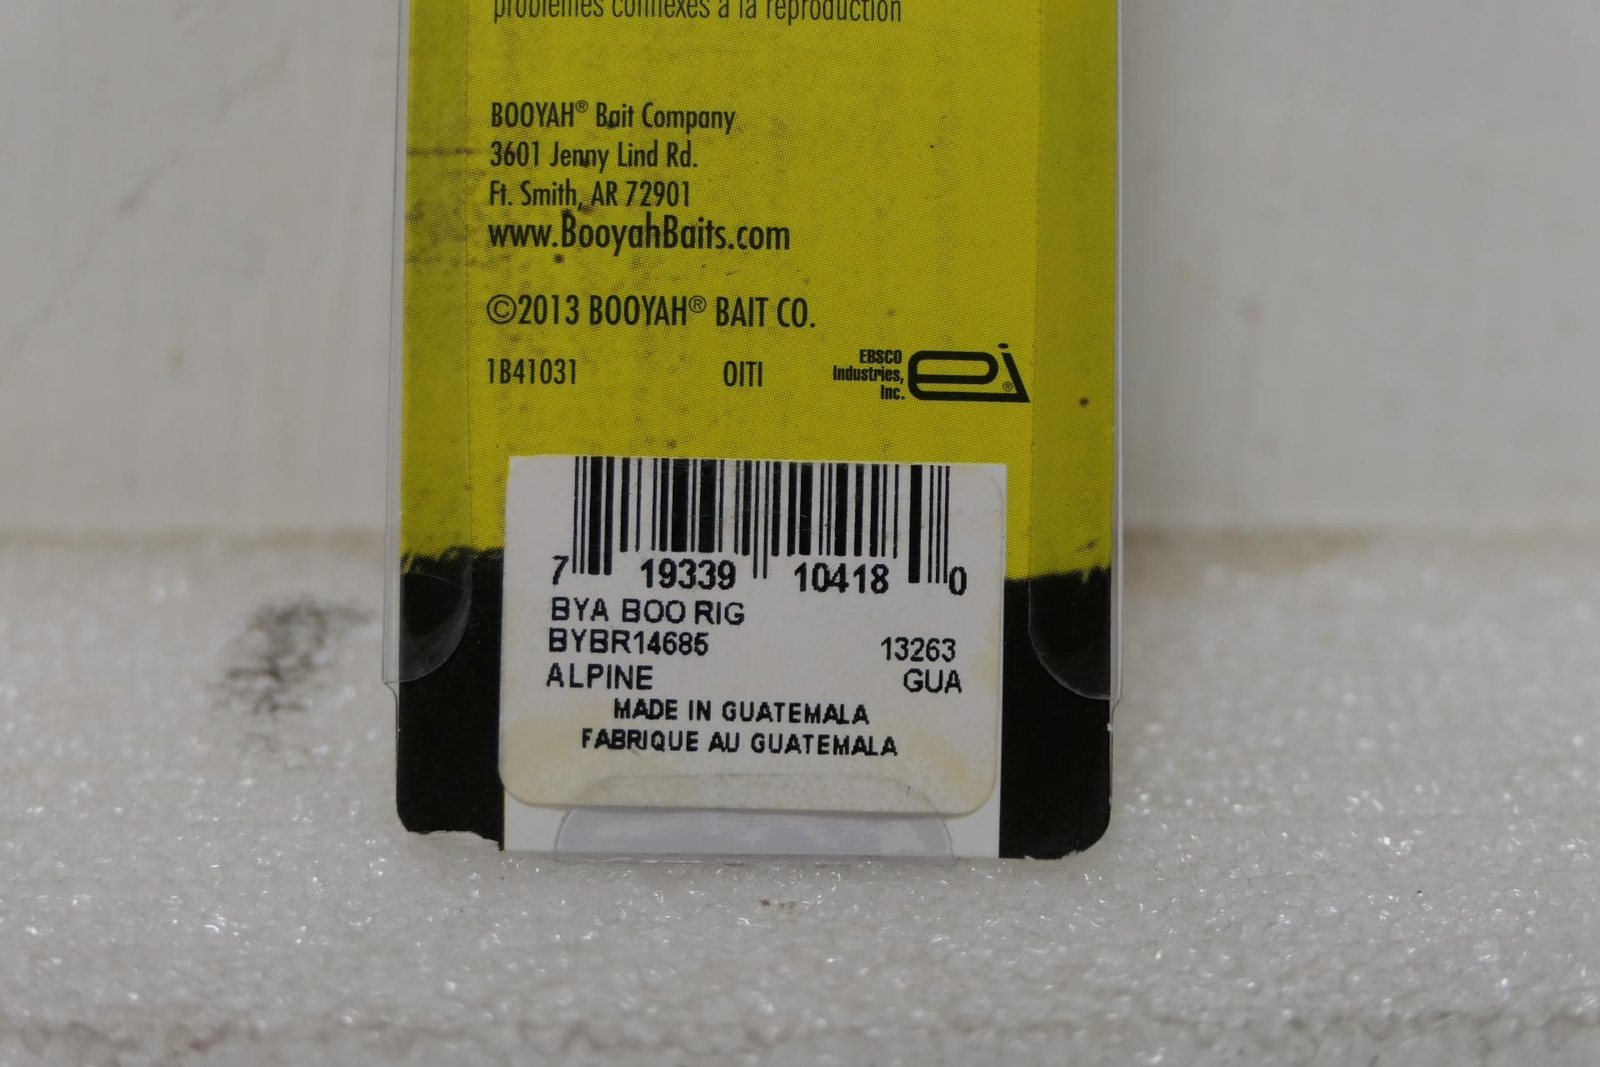 problèmes connexes à la reproduction
BOOYAH® Bait Company
3601 Jenny Lind Rd.
Ft. Smith, AR 72901
www.BooyahBaits.com
©2013 BOOYAH® BAIT CO.
1B41031 OITI
EBSCO
Industries,
Inc.
ei®
7 19339 10418 0
BYA BOO RIG
BYBR14685 13263
ALPINE GUA
MADE IN GUATEMALA
FABRIQUE AU GUATEMALA